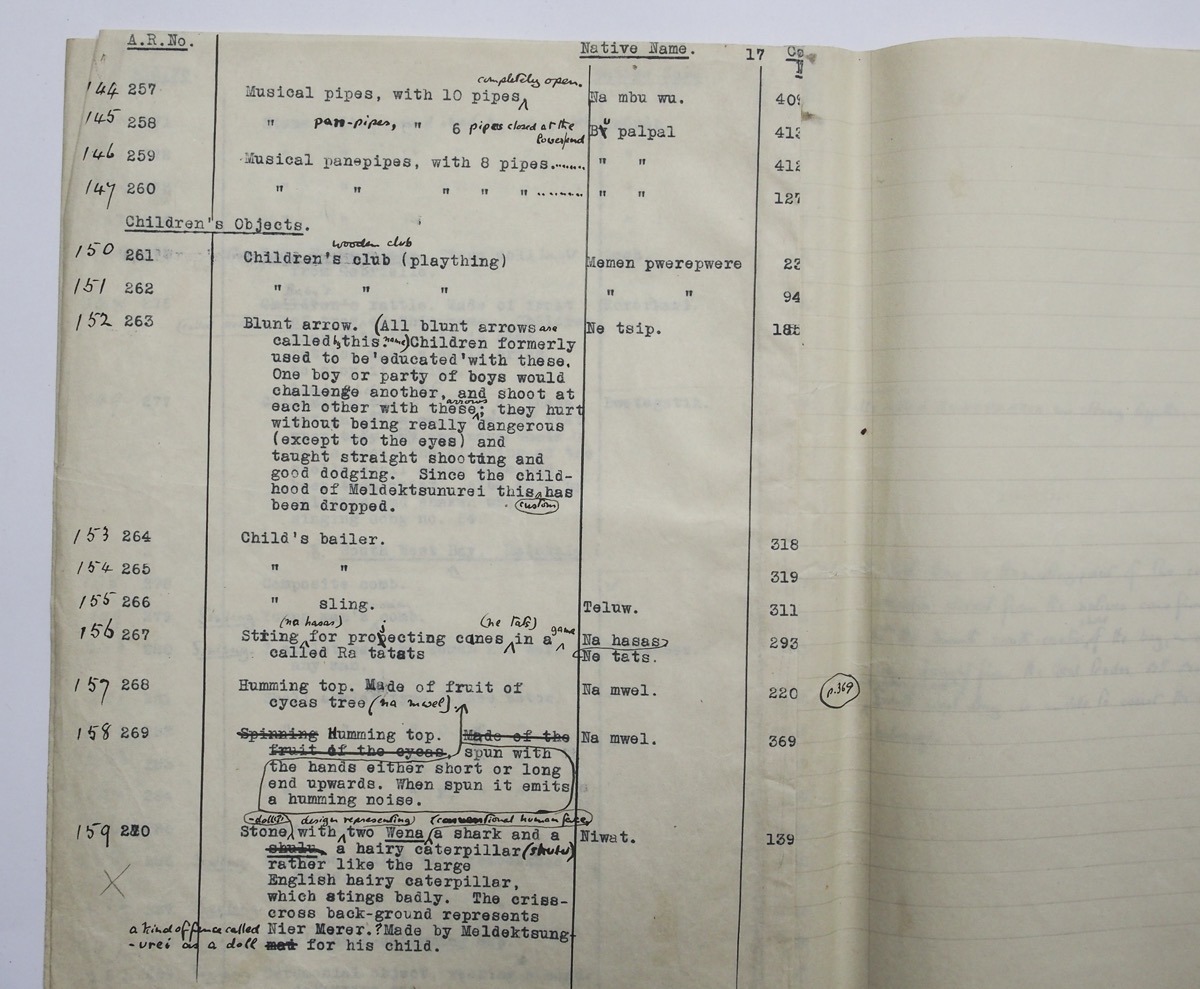 A.R.No. Native Name. 17
completely open.
144 257 Musical pipes, with 10 pipes Na mbu wu. 409
145 258 " pan-pipes, " 6 pipes closed at the Bu palpal 413
lower end
146 259 Musical panepipes, with 8 pipes....... " " 412
147 260 " " " " " ........ " " 127
Children's Objects.
wooden club
150 261 Children's club (plaything) Memen pwerepwere 22
151 262 " " " " " 94
152 263 Blunt arrow. (All blunt arrows are Ne tsip.
called by this name) Children formerly
used to be 'educated' with these.
One boy or party of boys would
challenge another, and shoot at
arrows
each other with these; they hurt
without being really dangerous
(except to the eyes) and
taught straight shooting and
good dodging. Since the child-
hood of Meldektsunurei this has
been dropped. custom
153 264 Child's bailer. 318
154 265 " " 319
155 266 " sling. Teluw. 311
(na hasas) (ne tats) game
156 267 String for projecting canes in a Na hasas 293
called Ra tatats Ne tats.
157 268 Humming top. Made of fruit of Na mwel. 220 p.369
cycas tree (na mwel).
158 269 Spinning Humming top. Made of the Na mwel. 369
fruit of the cycas, spun with
the hands either short or long
end upwards. When spun it emits
a humming noise.
-doll?) design representing) (conventional human face)
159 270 Stone, with two Wena, a shark and a Niwat. 139
shulu, a hairy caterpillar (shulu)
rather like the large
English hairy caterpillar,
X which stings badly. The criss-
cross back-ground represents
a kind of fence called Nier Merer.?Made by Meldektsung-
-urei as a doll mat for his child.